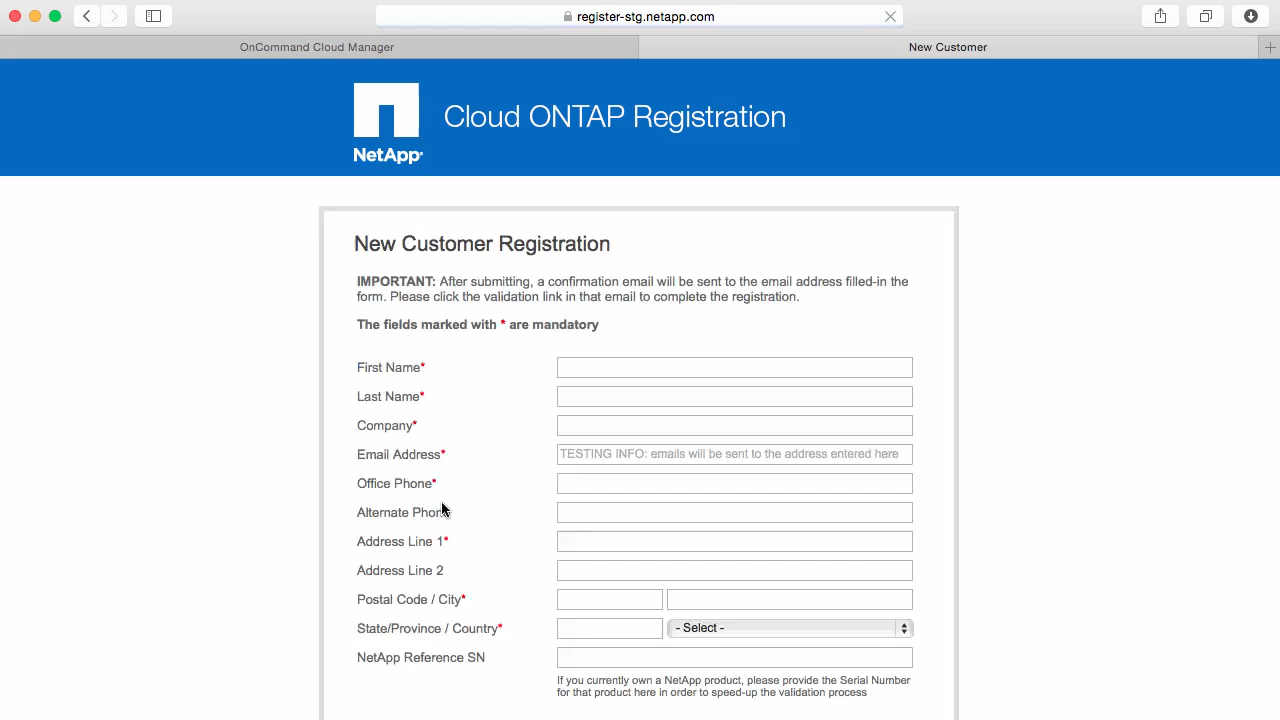 register-stg.netapp.com
OnCommand Cloud Manager
New Customer
NetApp
Cloud ONTAP Registration
New Customer Registration
IMPORTANT: After submitting, a confirmation email will be sent to the email address filled-in the
form. Please click the validation link in that email to complete the registration.
The fields marked with * are mandatory
First Name*
Last Name*
Company*
Email Address*
TESTING INFO: emails will be sent to the address entered here
Office Phone*
Alternate Phone
Address Line 1*
Address Line 2
Postal Code / City*
State/Province / Country*
- Select -
NetApp Reference SN
If you currently own a NetApp product, please provide the Serial Number
for that product here in order to speed-up the validation process